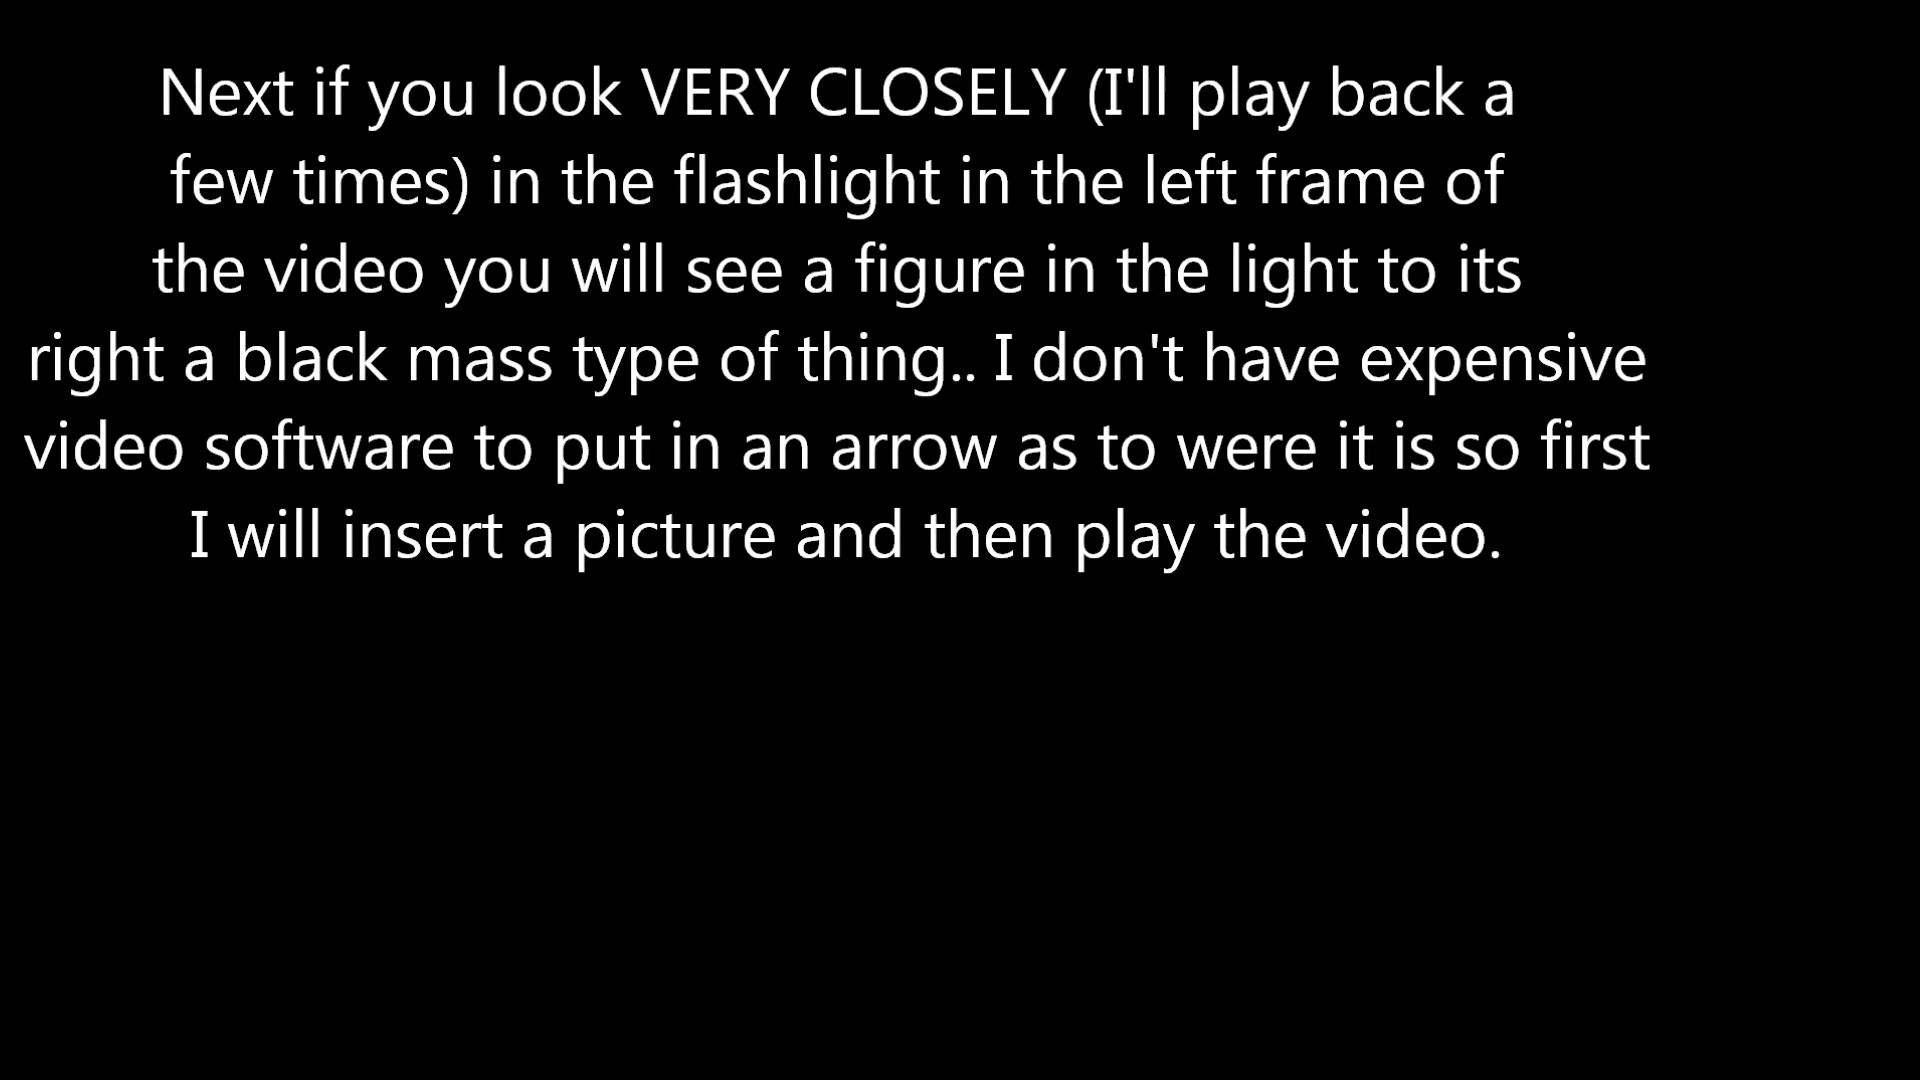 Next if you look VERY CLOSELY (I'll play back a
few times) in the flashlight in the left frame of
the video you will see a figure in the light to its
right a black mass type of thing.. I don't have expensive
video software to put in an arrow as to were it is so first
I will insert a picture and then play the video.